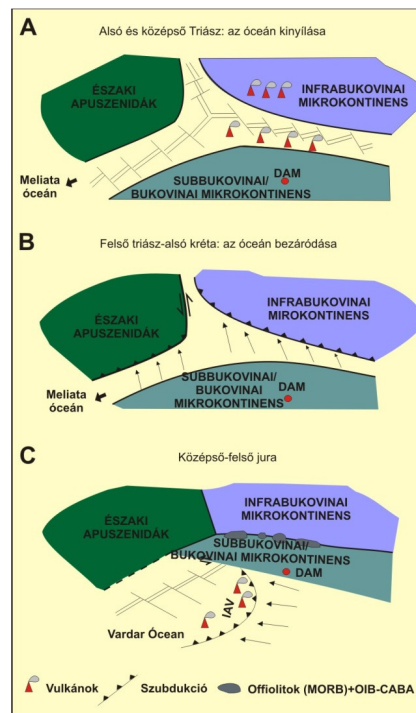 A
Alsó és középső Triász: az óceán kinyílása
ÉSZAKI
APUSZENIDÁK
INFRABUKOVINAI
MIKROKONTINENS
Meliata
óceán
DAM
SUBBUKOVINAI/
BUKOVINAI MIKROKONTINENS
B
Felső triász-alsó kréta: az óceán bezáródása
ÉSZAKI
APUSZENIDÁK
INFRABUKOVINAI
MIROKONTINENS
Meliata
óceán
SUBBUKOVINAI/
BUKOVINAI
MIKROKONTINENS
DAM
C
Középső-felső jura
ÉSZAKI
APUSZENIDÁK
INFRABUKOVINAI
MIKROKONTINENS
SUBBUKOVINAI/
BUKOVINAI MIKROKONTINENS
DAM
IAV
Vardar Ócean
Vulkánok
Szubdukció
Offiolitok (MORB)+OIB-CABA